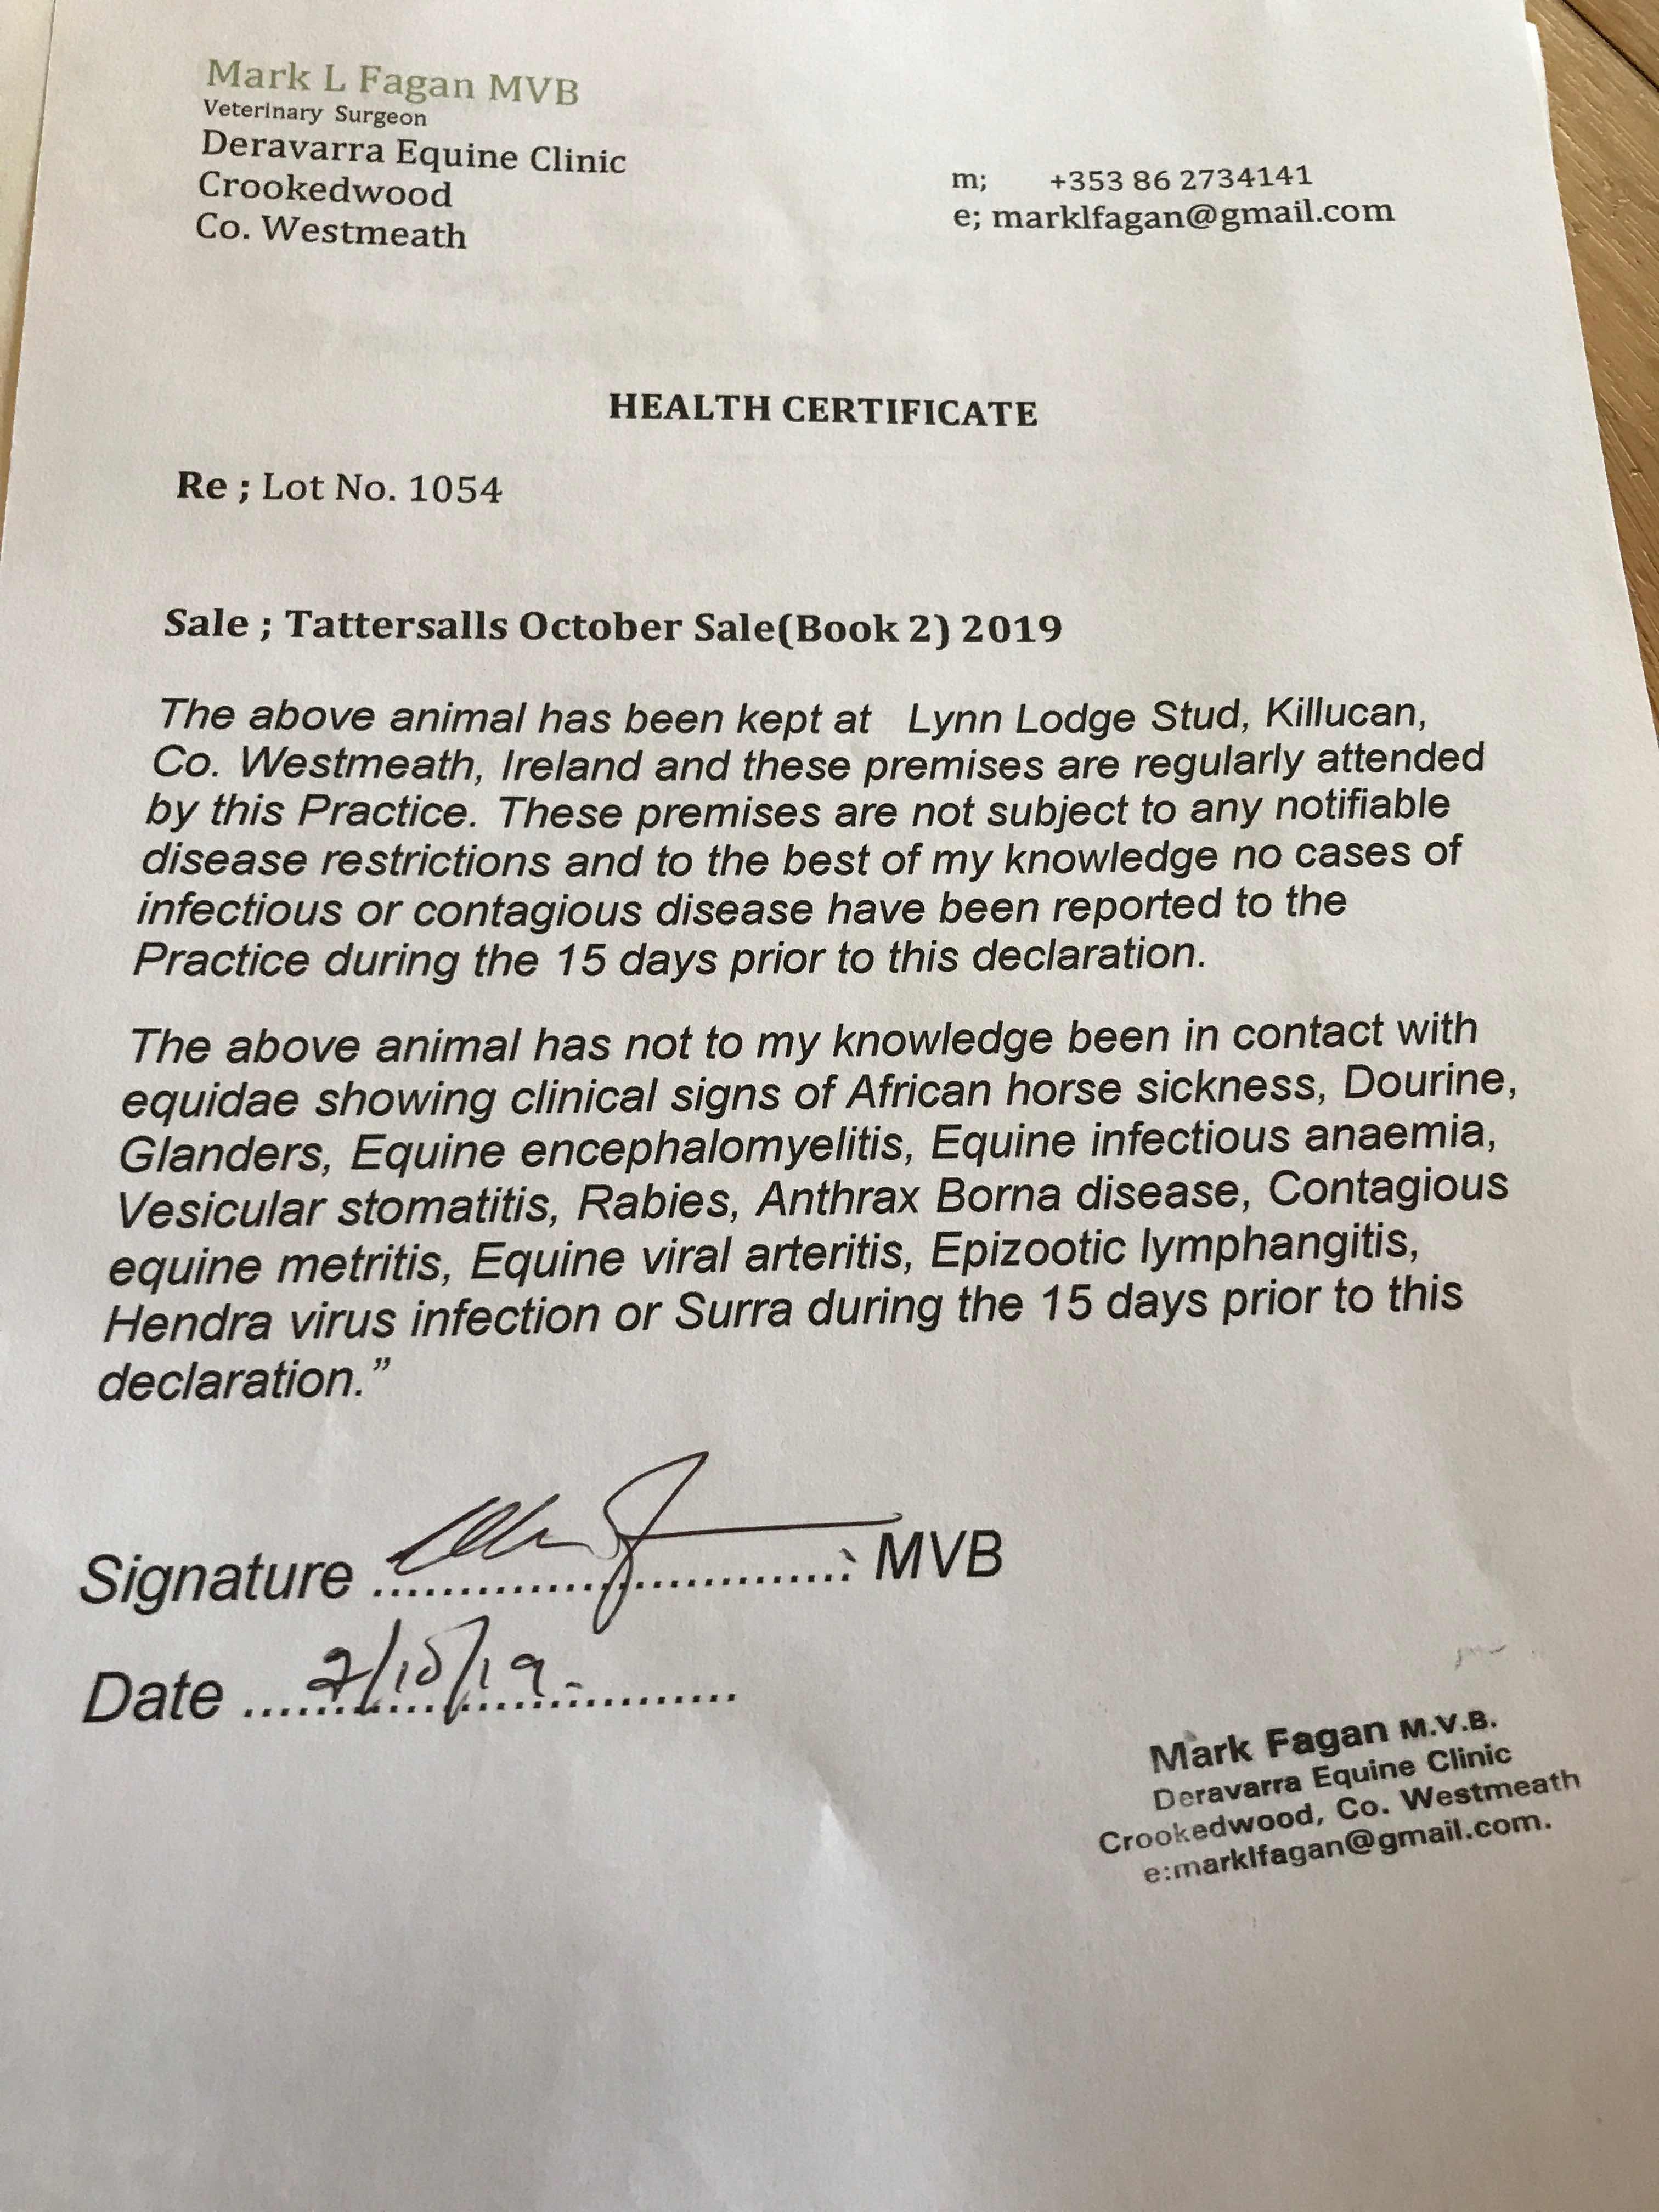 Mark L Fagan MVB
Veterinary Surgeon
Deravarra Equine Clinic
Crookedwood
Co. Westmeath
m; +353 86 2734141
e; marklfagan@gmail.com
HEALTH CERTIFICATE
Re ; Lot No. 1054
Sale ; Tattersalls October Sale(Book 2) 2019
The above animal has been kept at Lynn Lodge Stud, Killucan,
Co. Westmeath, Ireland and these premises are regularly attended
by this Practice. These premises are not subject to any notifiable
disease restrictions and to the best of my knowledge no cases of
infectious or contagious disease have been reported to the
Practice during the 15 days prior to this declaration.
The above animal has not to my knowledge been in contact with
equidae showing clinical signs of African horse sickness, Dourine,
Glanders, Equine encephalomyelitis, Equine infectious anaemia,
Vesicular stomatitis, Rabies, Anthrax Borna disease, Contagious
equine metritis, Equine viral arteritis, Epizootic lymphangitis,
Hendra virus infection or Surra during the 15 days prior to this
declaration.”
Signature .................................. MVB
Date ....2/10/19...........
Mark Fagan M.V.B.
Deravarra Equine Clinic
Crookedwood, Co. Westmeath
e:marklfagan@gmail.com.